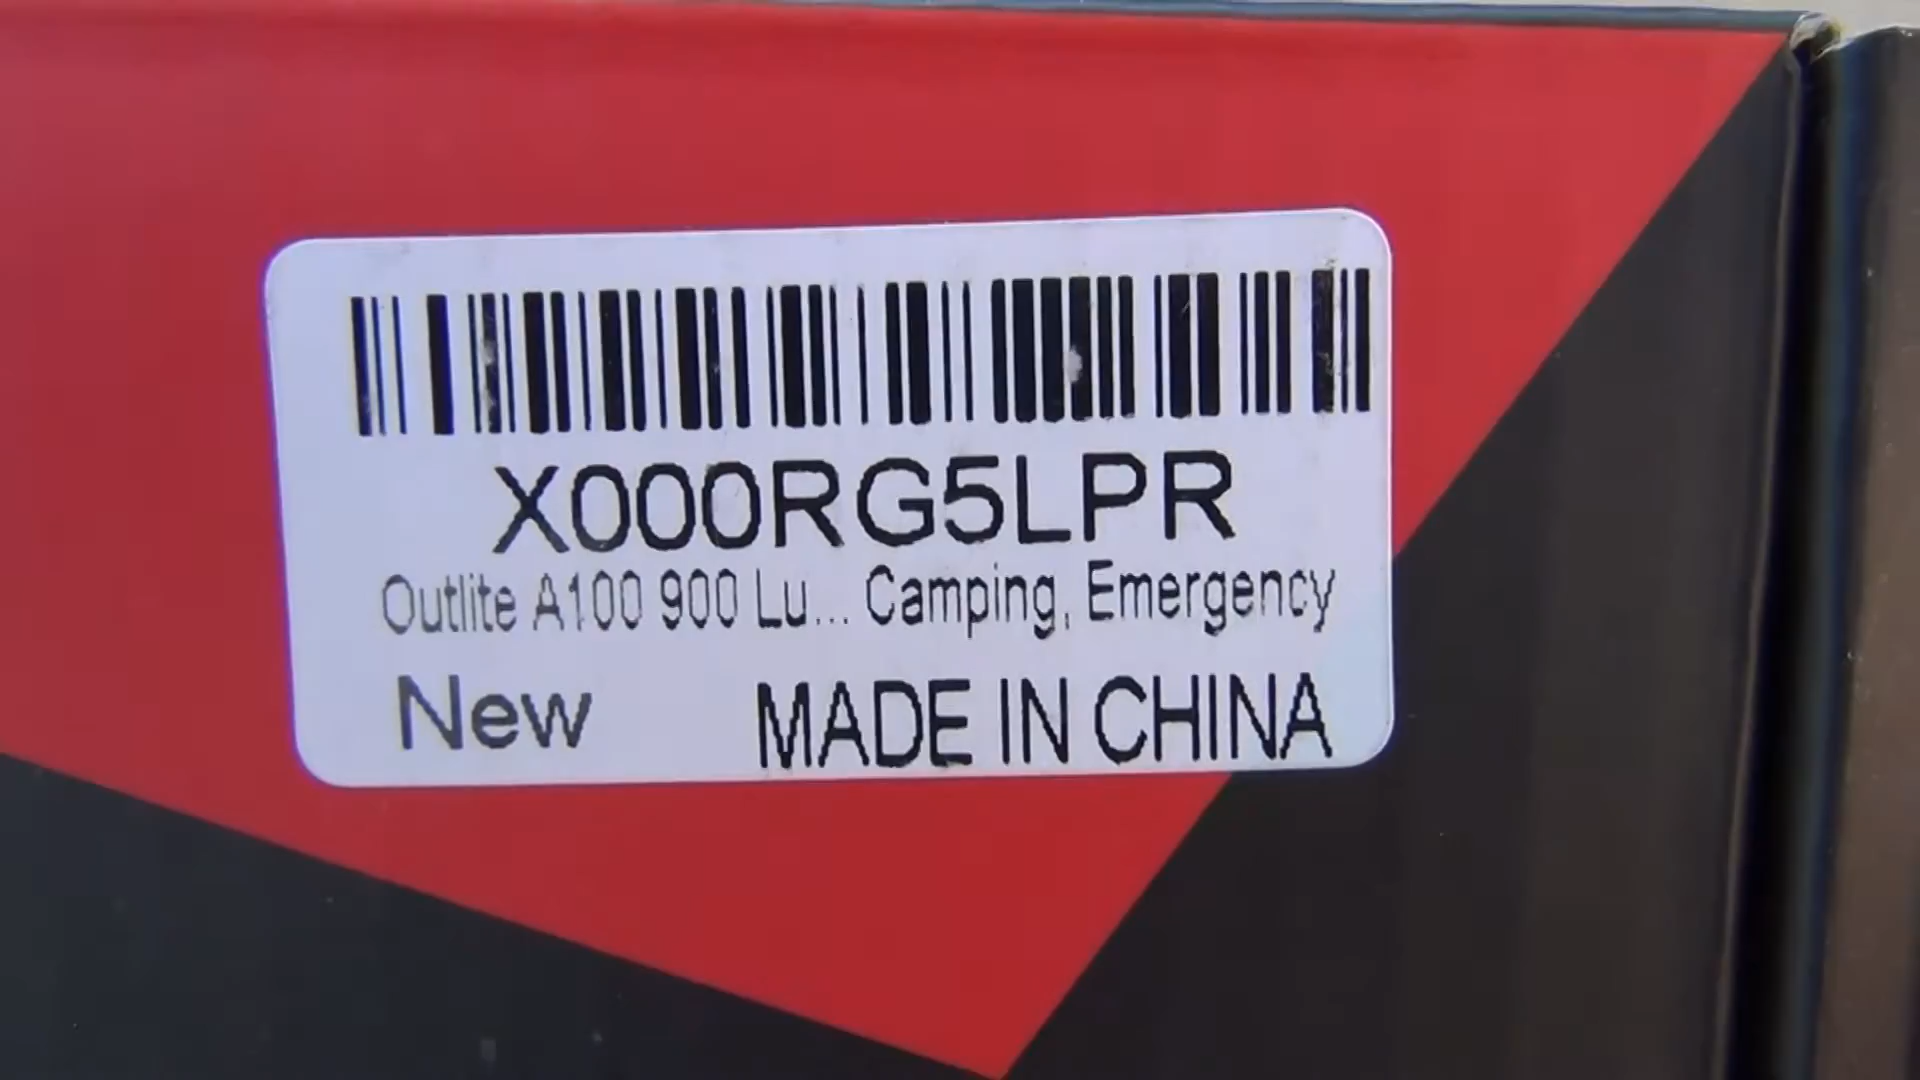 X000RG5LPR
Outlite A100 900 Lu... Camping, Emergency
New MADE IN CHINA